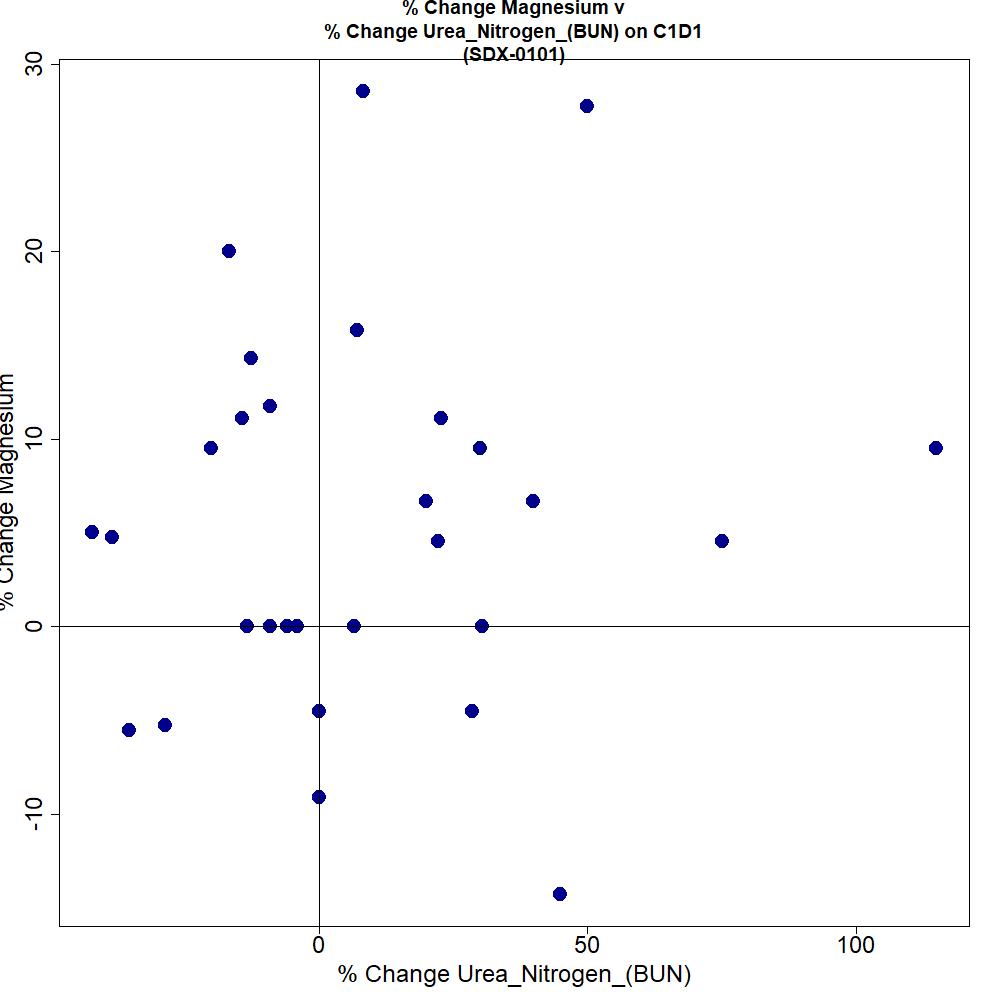 % Change Magnesium v
% Change Urea_Nitrogen_(BUN) on C1D1
(SDX-0101)
30
20
10
0
-10
% Change Magnesium
0
50
100
% Change Urea_Nitrogen_(BUN)